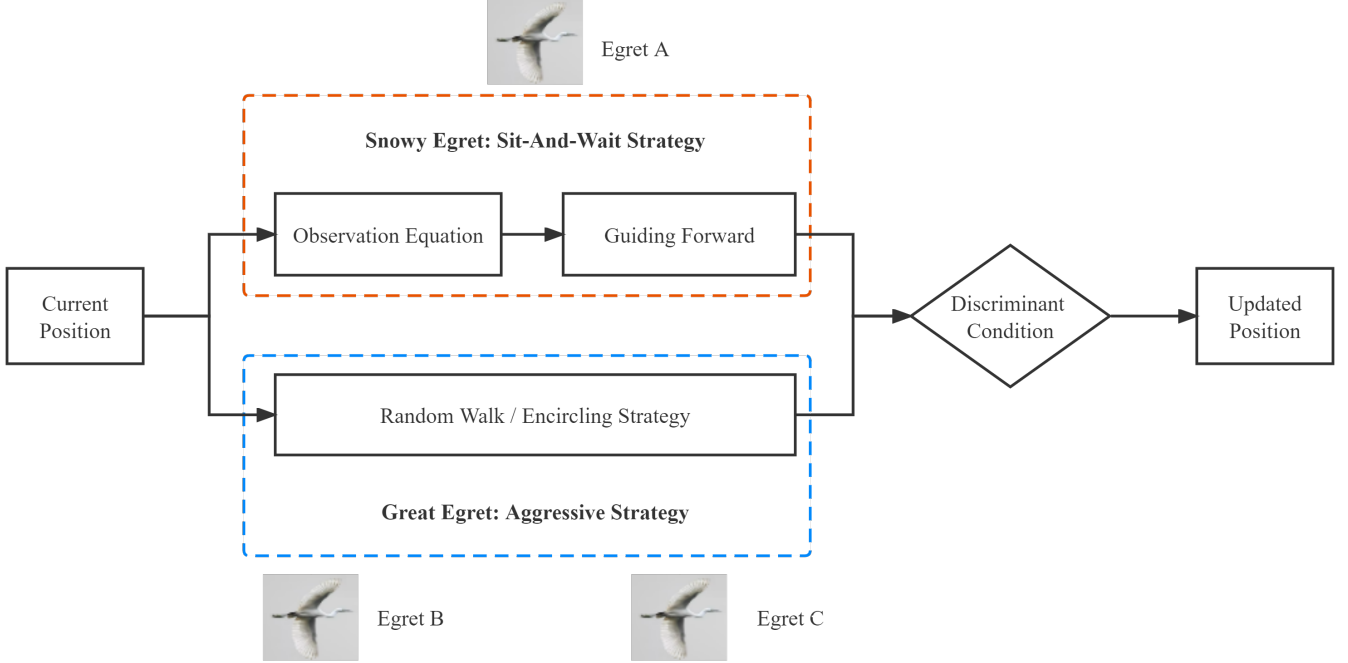 Egret A
Snowy Egret: Sit-And-Wait Strategy
Observation Equation
Guiding Forward
Current
Position
Discriminant
Condition
Updated
Position
Random Walk / Encircling Strategy
Great Egret: Aggressive Strategy
Egret B
Egret C